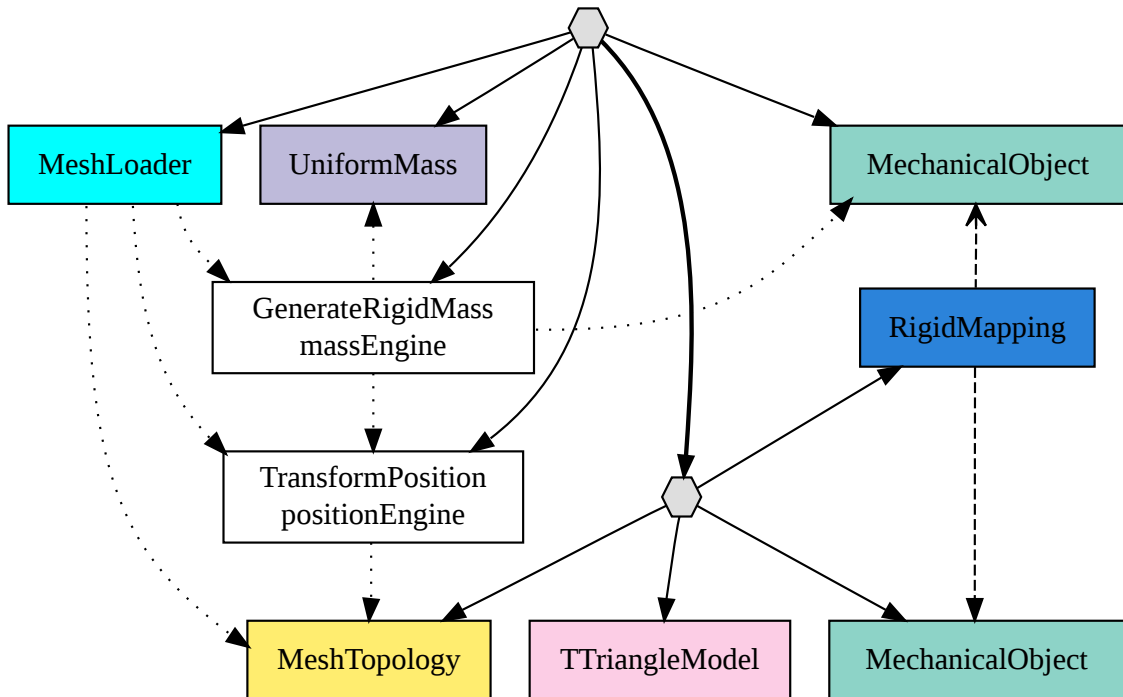 MeshLoader
UniformMass
MechanicalObject
GenerateRigidMass
massEngine
RigidMapping
TransformPosition
positionEngine
MeshTopology
TTriangleModel
MechanicalObject